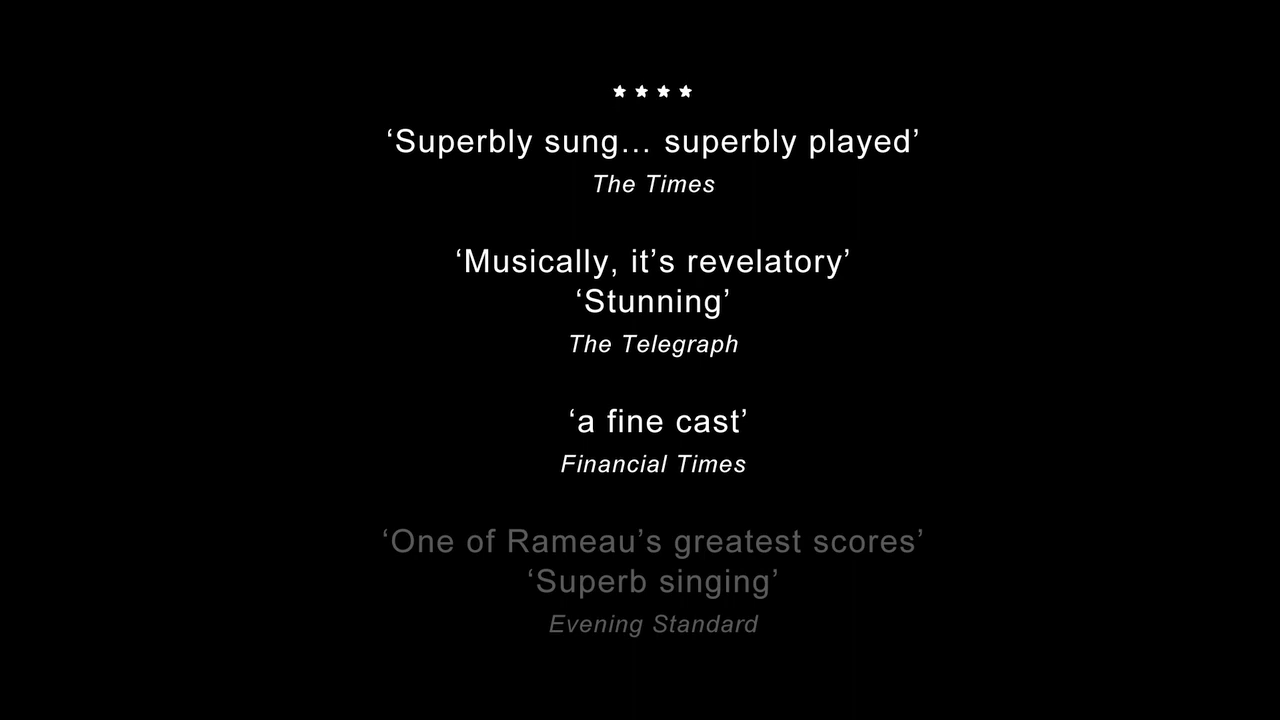 ★★★★
‘Superbly sung… superbly played’
The Times
‘Musically, it’s revelatory’
‘Stunning’
The Telegraph
‘a fine cast’
Financial Times
‘One of Rameau’s greatest scores’
‘Superb singing’
Evening Standard